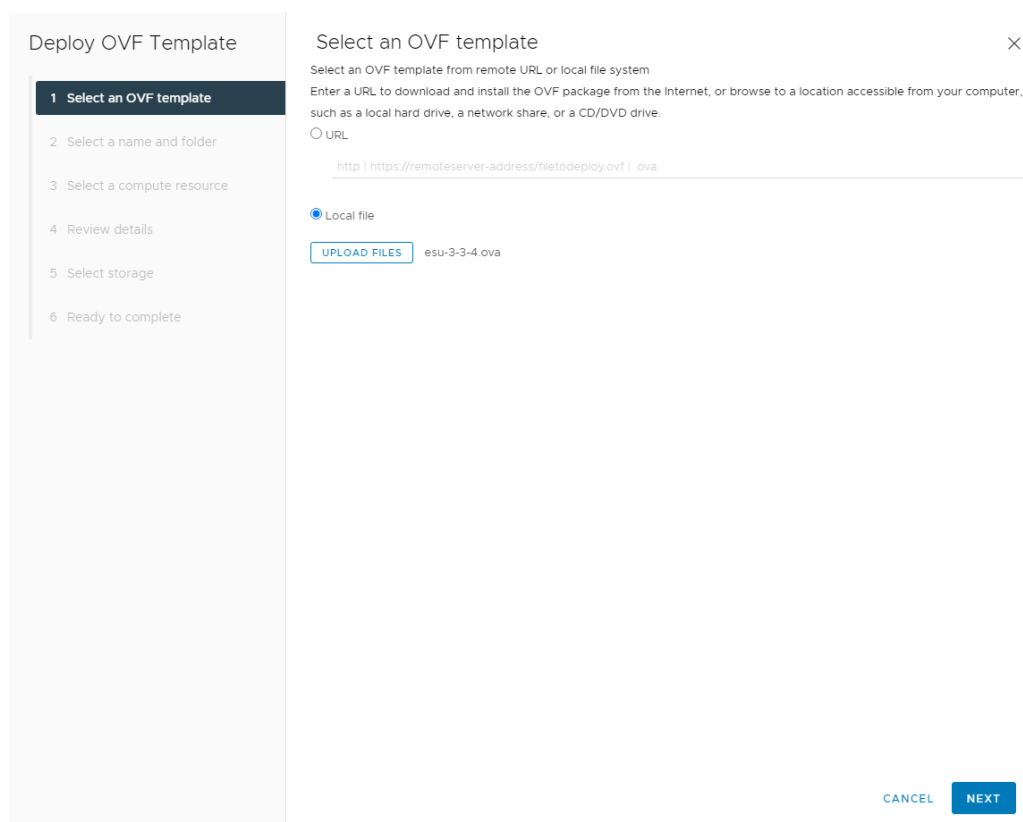 Deploy OVF Template
1 Select an OVF template
2 Select a name and folder
3 Select a compute resource
4 Review details
5 Select storage
6 Ready to complete
Select an OVF template
Select an OVF template from remote URL or local file system
Enter a URL to download and install the OVF package from the Internet, or browse to a location accessible from your computer,
such as a local hard drive, a network share, or a CD/DVD drive.
URL
http | https://remoteserver-address/filetodeploy.ovf | .ova
Local file
UPLOAD FILES esu-3-3-4.ova
CANCEL NEXT